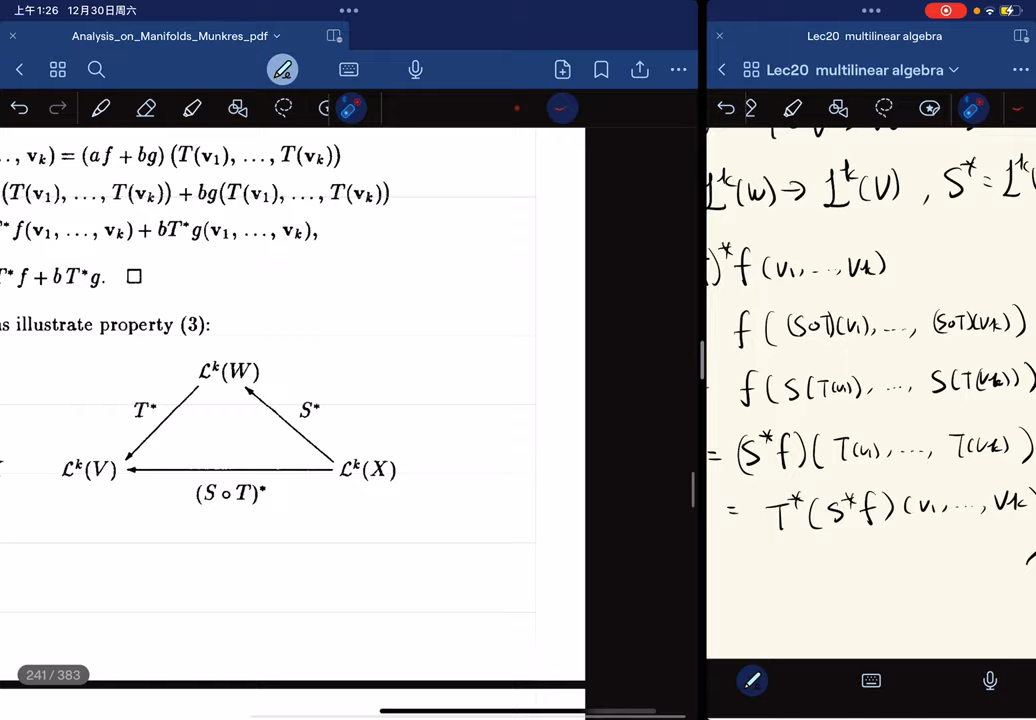 上午1:26 12月30日周六
Analysis_on_Manifolds_Munkres_pdf
.., v_k) = (af + bg) (T(v_1), ..., T(v_k))
(T(v_1), ..., T(v_k)) + bg(T(v_1), ..., T(v_k))
* f(v_1, ..., v_k) + bT* g(v_1, ..., v_k),
T* f + b T* g. □
as illustrate property (3):
L^k(W)
T* S*
L^k(V) L^k(X)
(S ∘ T)*
241 / 383
Lec20 multilinear algebra
Lec20 multilinear algebra
L^k(W) → L^k(V), S* = L^k(
)* f (v_1, ..., v_k)
f ((S∘T)(v_1), ..., (S∘T)(v_k))
f (S(T(v_1)), ..., S(T(v_k)))
= (S*f)(T(v_1), ..., T(v_k))
= T*(S*f)(v_1, ..., v_k)